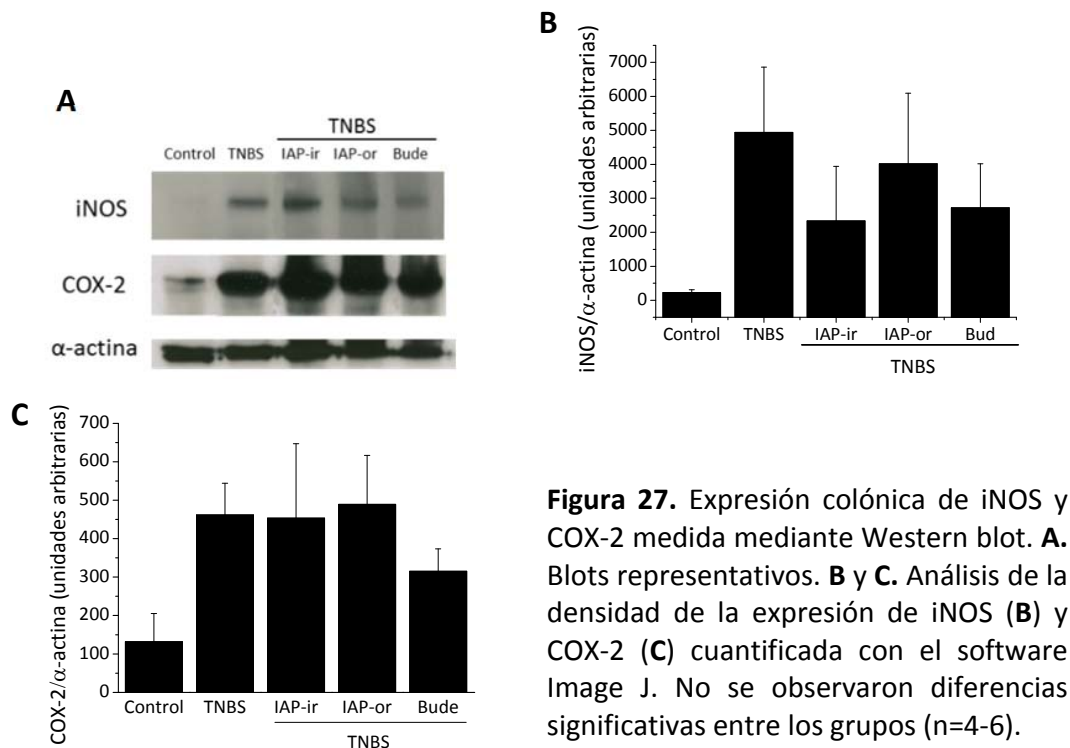 A
TNBS
Control TNBS IAP-ir IAP-or Bude
iNOS
COX-2
α-actina
B
iNOS/α-actina (unidades arbitrarias)
7000
6000
5000
4000
3000
2000
1000
0
Control TNBS IAP-ir IAP-or Bud
TNBS
C
COX-2/α-actina (unidades arbitrarias)
700
600
500
400
300
200
100
0
Control TNBS IAP-ir IAP-or Bude
TNBS
Figura 27. Expresión colónica de iNOS y
COX-2 medida mediante Western blot. A.
Blots representativos. B y C. Análisis de la
densidad de la expresión de iNOS (B) y
COX-2 (C) cuantificada con el software
Image J. No se observaron diferencias
significativas entre los grupos (n=4-6).